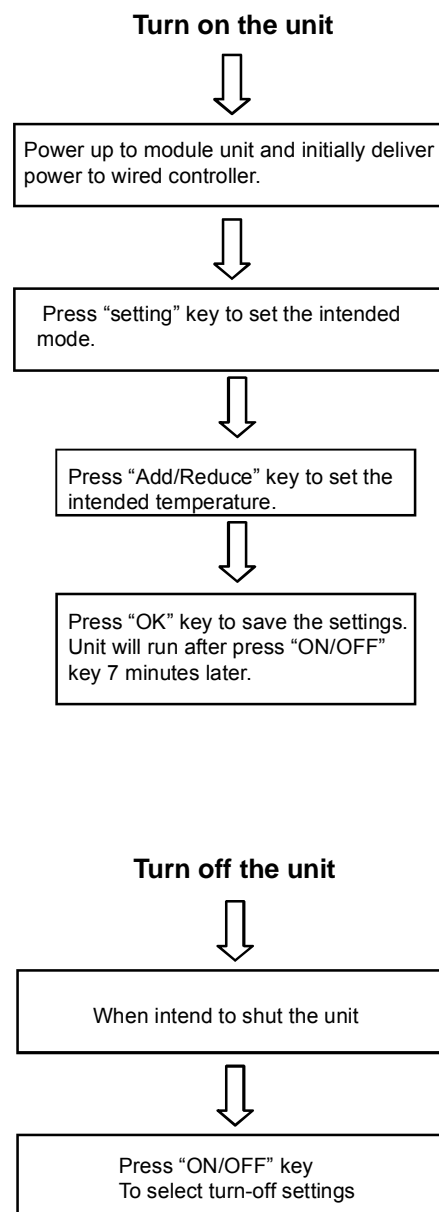 Turn on the unit
Power up to module unit and initially deliver
power to wired controller.
Press “setting” key to set the intended
mode.
Press “Add/Reduce” key to set the
intended temperature.
Press “OK” key to save the settings.
Unit will run after press “ON/OFF”
key 7 minutes later.
Turn off the unit
When intend to shut the unit
Press “ON/OFF” key
To select turn-off settings